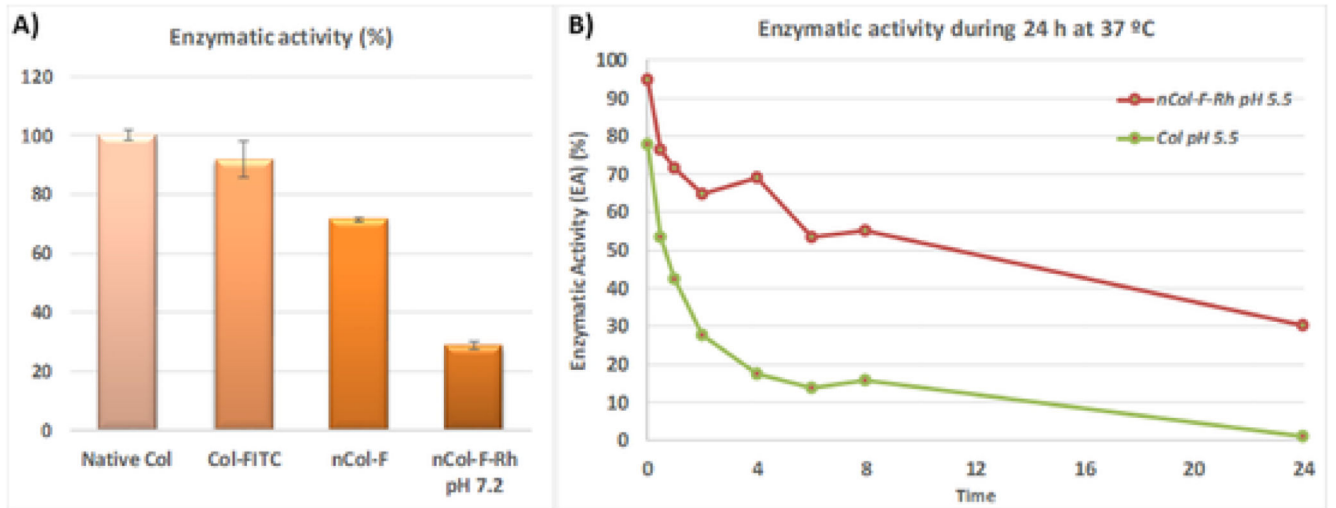 A)
Enzymatic activity (%)
120
100
80
60
40
20
0
Native Col
Col-FITC
nCol-F
nCol-F-Rh
pH 7.2
B)
Enzymatic activity during 24 h at 37 ºC
Enzymatic Activity (EA) (%)
100
90
80
70
60
50
40
30
20
10
0
nCol-F-Rh pH 5.5
Col pH 5.5
0 4 8 12 16 20 24
Time